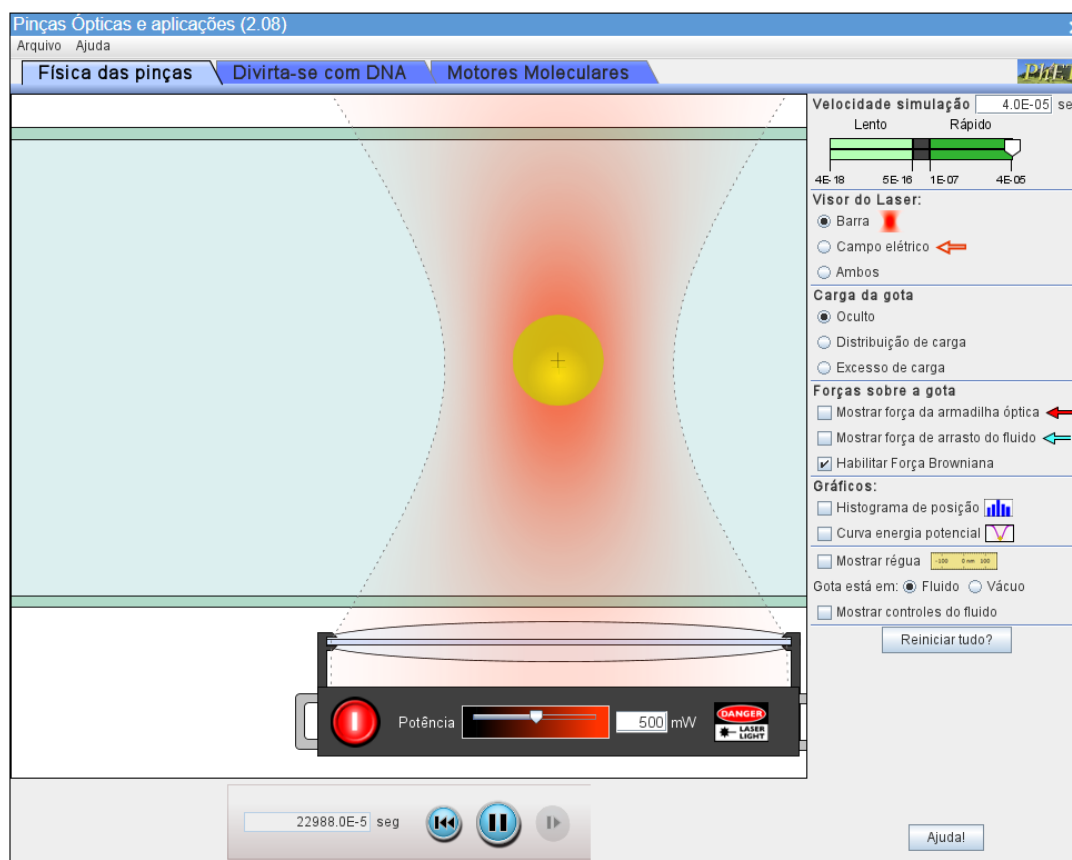 Pinças Ópticas e aplicações (2.08)
Arquivo Ajuda
Física das pinças Divirta-se com DNA Motores Moleculares PhET
Velocidade simulação 4.0E-05 se
Lento Rápido
4E-18 5E-16 1E-07 4E-05
Visor do Laser:
Barra
Campo elétrico
Ambos
Carga da gota
Oculto
Distribuição de carga
Excesso de carga
Forças sobre a gota
Mostrar força da armadilha óptica
Mostrar força de arrasto do fluido
Habilitar Força Browniana
Gráficos:
Histograma de posição
Curva energia potencial
Mostrar régua -100 0 nm 100
Gota está em: Fluido Vácuo
Mostrar controles do fluido
Reiniciar tudo?
Potência 500 mW
DANGER
LASER
LIGHT
22988.0E-5 seg
Ajuda!